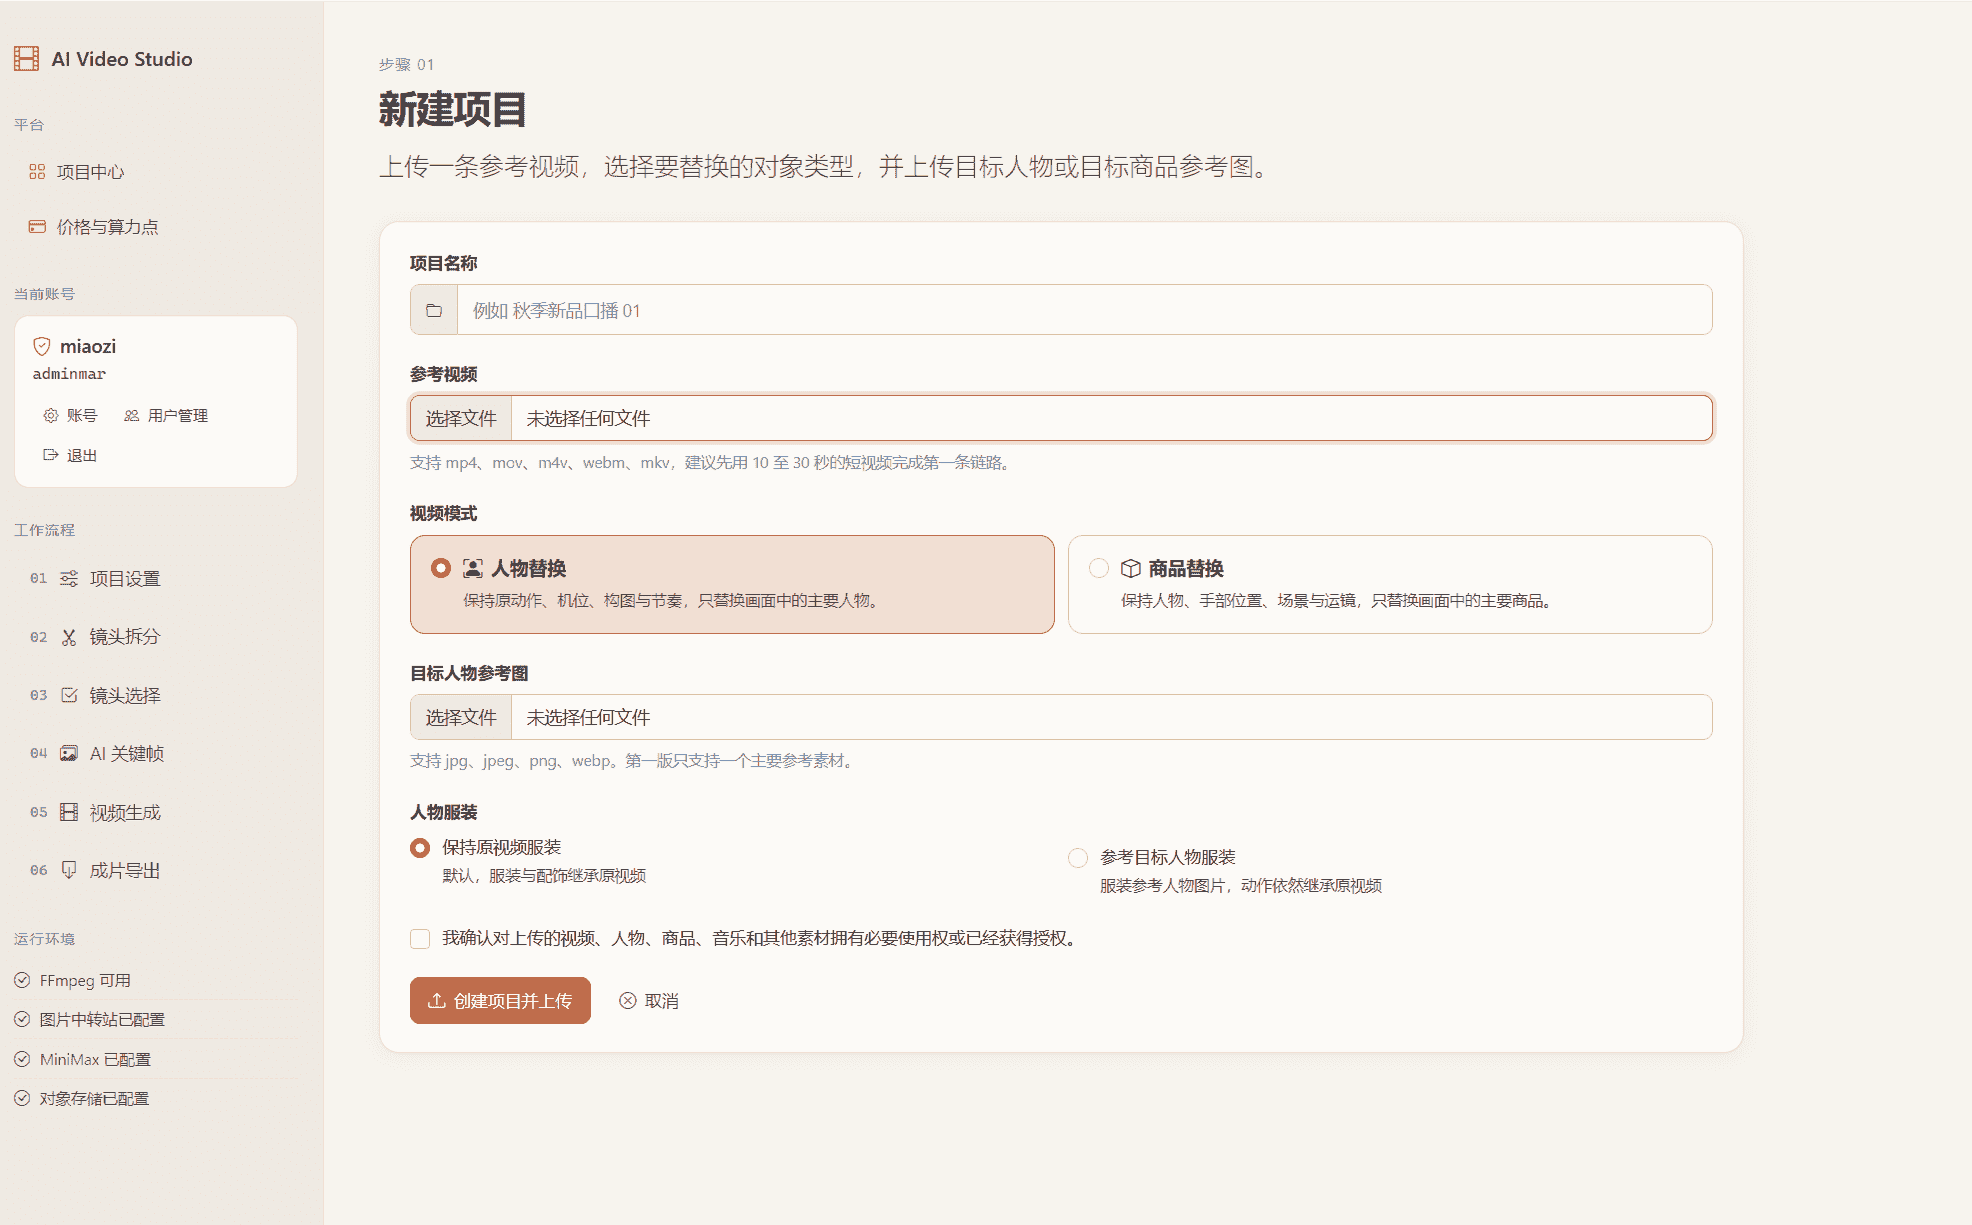 AI Video Studio
平台
项目中心
价格与算力点
当前账号
miaozi
adminmar
账号
用户管理
退出
工作流程
01 项目设置
02 镜头拆分
03 镜头选择
04 AI 关键帧
05 视频生成
06 成片导出
运行环境
FFmpeg 可用
图片中转站已配置
MiniMax 已配置
对象存储已配置
步骤 01
新建项目
上传一条参考视频，选择要替换的对象类型，并上传目标人物或目标商品参考图。
项目名称
例如 秋季新品口播 01
参考视频
选择文件 未选择任何文件
支持 mp4、mov、m4v、webm、mkv，建议先用 10 至 30 秒的短视频完成第一条链路。
视频模式
人物替换
保持原动作、机位、构图与节奏，只替换画面中的主要人物。
商品替换
保持人物、手部位置、场景与运镜，只替换画面中的主要商品。
目标人物参考图
选择文件 未选择任何文件
支持 jpg、jpeg、png、webp。第一版只支持一个主要参考素材。
人物服装
保持原视频服装
默认，服装与配饰继承原视频
参考目标人物服装
服装参考人物图片，动作依然继承原视频
我确认对上传的视频、人物、商品、音乐和其他素材拥有必要使用权或已经获得授权。
创建项目并上传
取消